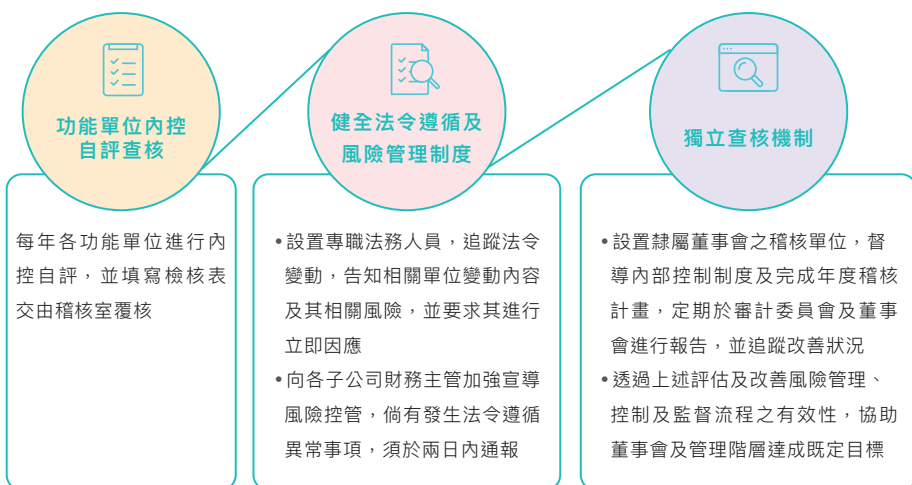 功能單位內控
自評查核
每年各功能單位進行內
控自評，並填寫檢核表
交由稽核室覆核
健全法令遵循及
風險管理制度
•設置專職法務人員，追蹤法令
變動，告知相關單位變動內容
及其相關風險，並要求其進行
立即因應
•向各子公司財務主管加強宣導
風險控管，倘有發生法令遵循
異常事項，須於兩日內通報
獨立查核機制
•設置隸屬董事會之稽核單位，督
導內部控制制度及完成年度稽核
計畫，定期於審計委員會及董事
會進行報告，並追蹤改善狀況
•透過上述評估及改善風險管理、
控制及監督流程之有效性，協助
董事會及管理階層達成既定目標